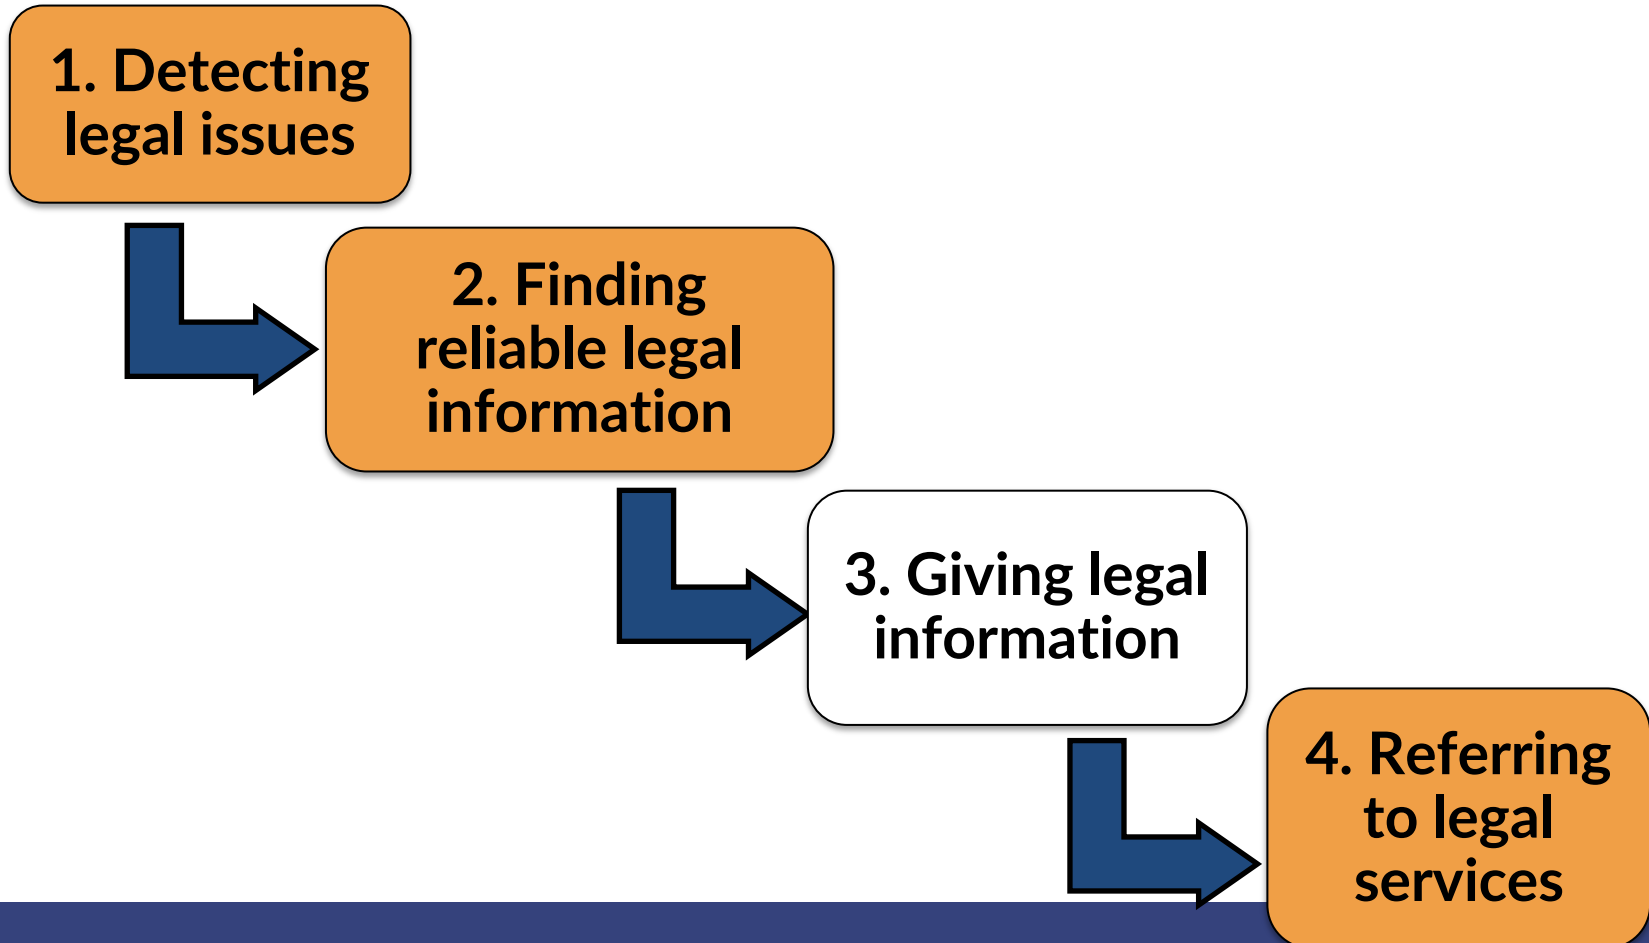 1. Detecting
legal issues
2. Finding
reliable legal
information
3. Giving legal
information
4. Referring
to legal
services